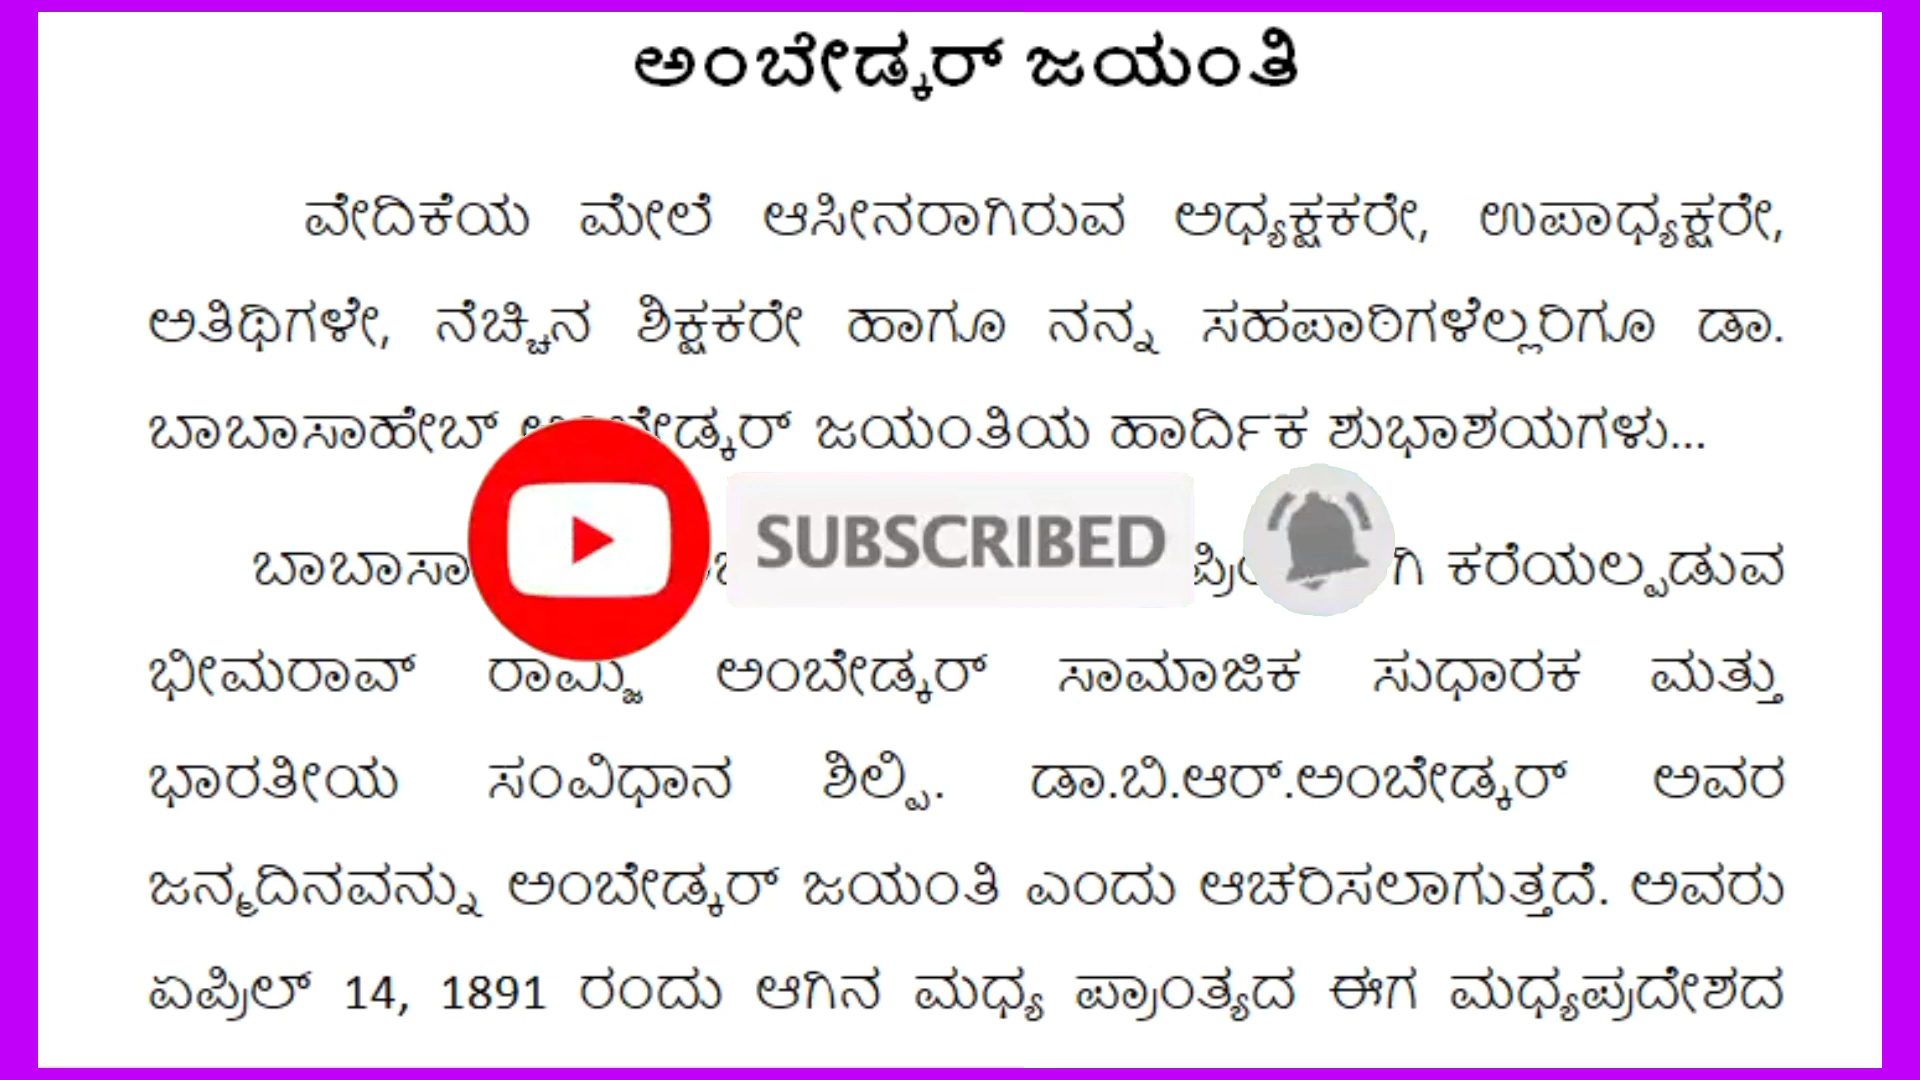 ಅಂಬೇಡ್ಕರ್ ಜಯಂತಿ
ವೇದಿಕೆಯ ಮೇಲೆ ಆಸೀನರಾಗಿರುವ ಅಧ್ಯಕ್ಷಕರೇ, ಉಪಾಧ್ಯಕ್ಷರೇ,
ಅತಿಥಿಗಳೇ, ನೆಚ್ಚಿನ ಶಿಕ್ಷಕರೇ ಹಾಗೂ ನನ್ನ ಸಹಪಾಠಿಗಳೆಲ್ಲರಿಗೂ ಡಾ.
ಬಾಬಾಸಾಹೇಬ್ ಅಂಬೇಡ್ಕರ್ ಜಯಂತಿಯ ಹಾರ್ದಿಕ ಶುಭಾಶಯಗಳು...
SUBSCRIBED
ಕರೆಯಲ್ಪಡುವ
ಭೀಮರಾವ್ ರಾಮ್ಜಿ ಅಂಬೇಡ್ಕರ್ ಸಾಮಾಜಿಕ ಸುಧಾರಕ ಮತ್ತು
ಭಾರತೀಯ ಸಂವಿಧಾನ ಶಿಲ್ಪಿ. ಡಾ.ಬಿ.ಆರ್.ಅಂಬೇಡ್ಕರ್ ಅವರ
ಜನ್ಮದಿನವನ್ನು ಅಂಬೇಡ್ಕರ್ ಜಯಂತಿ ಎಂದು ಆಚರಿಸಲಾಗುತ್ತದೆ. ಅವರು
ಏಪ್ರಿಲ್ 14, 1891 ರಂದು ಆಗಿನ ಮಧ್ಯ ಪ್ರಾಂತ್ಯದ ಈಗ ಮಧ್ಯಪ್ರದೇಶದ